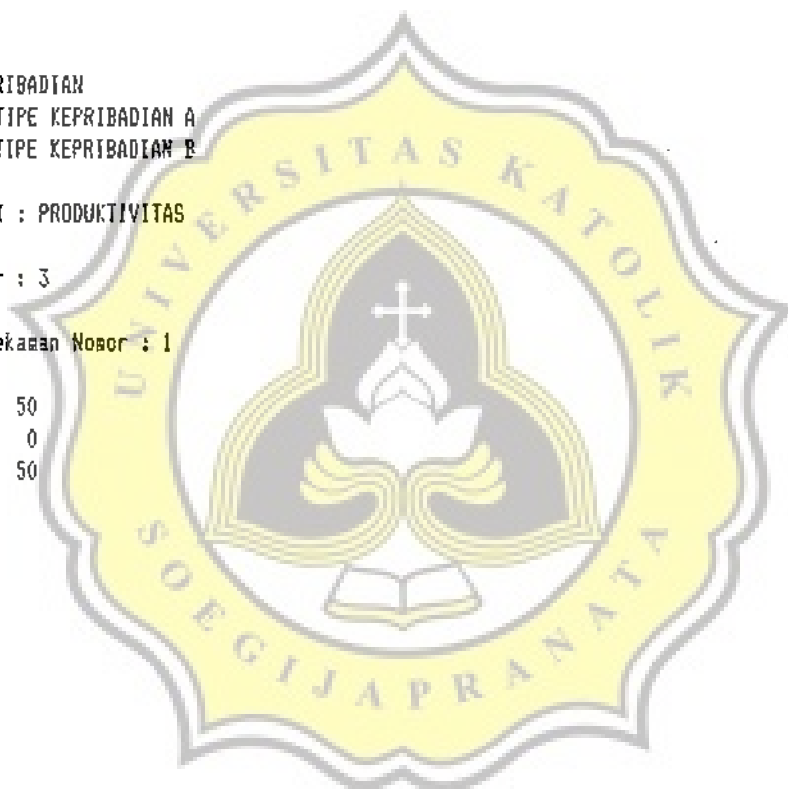 RIBADIAN
TIPE KEPRIBADIAN A
TIPE KEPRIBADIAN B
: PRODUKTIVITAS
: 3
ekaman Nomor : 1
50
0
50
UNIVERSITAS KATOLIK
SOEGIJAPRANATA